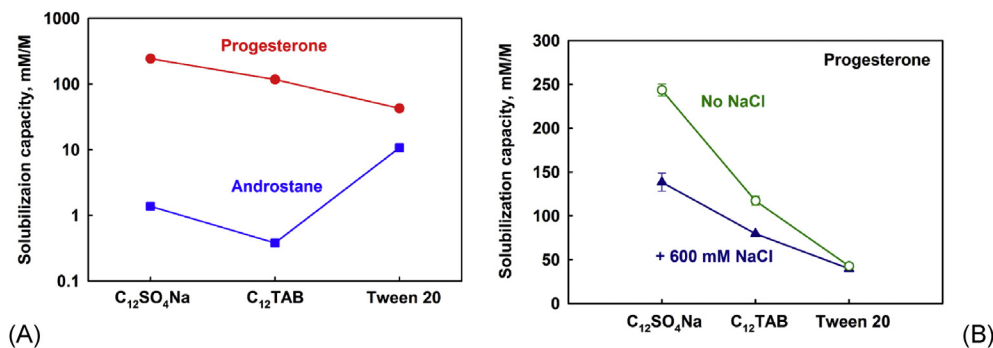 Solubilizaion capacity, mM/M
1000
100
10
1
0.1
Progesterone
Androstane
C₁₂SO₄Na
C₁₂TAB
Tween 20
(A)
Solubilization capacity, mM/M
300
250
200
150
100
50
0
Progesterone
No NaCl
+ 600 mM NaCl
C₁₂SO₄Na
C₁₂TAB
Tween 20
(B)